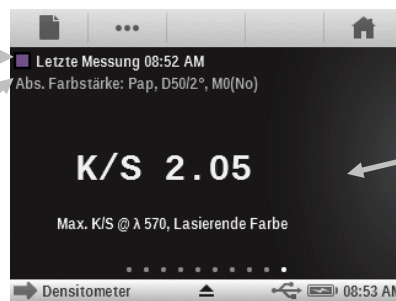 Letzte Messung 08:52 AM
Abs. Farbstärke: Pap, D50/2°, M0(No)
K/S 2.05
Max. K/S @ λ 570, Lasierende Farbe
Densitometer 08:53 AM